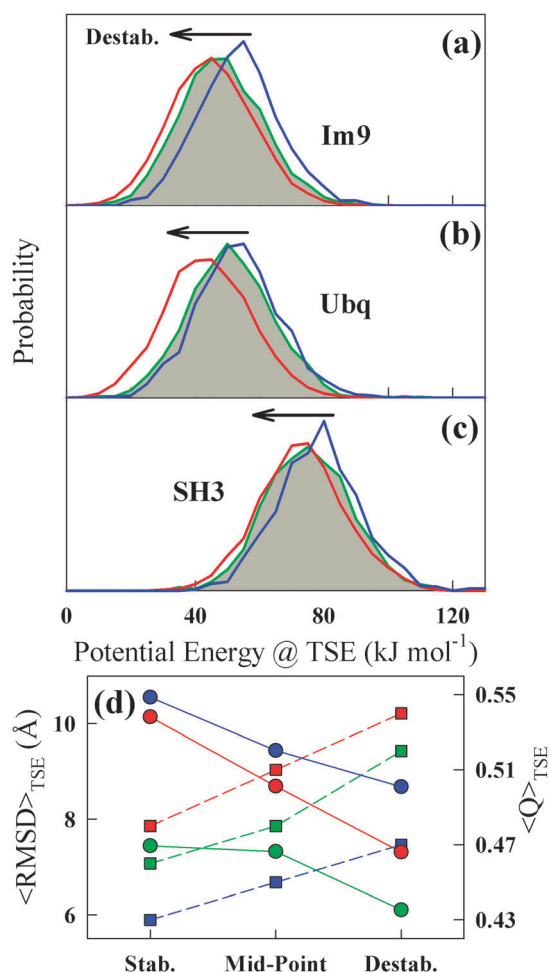 Destab.
(a)
Im9
(b)
Ubq
(c)
SH3
Probability
0 40 80 120
Potential Energy @ TSE (kJ mol⁻¹)
(d)
10
8
6
<RMSD>TSE (Å)
0.55
0.51
0.47
0.43
<Q>TSE
Stab. Mid-Point Destab.